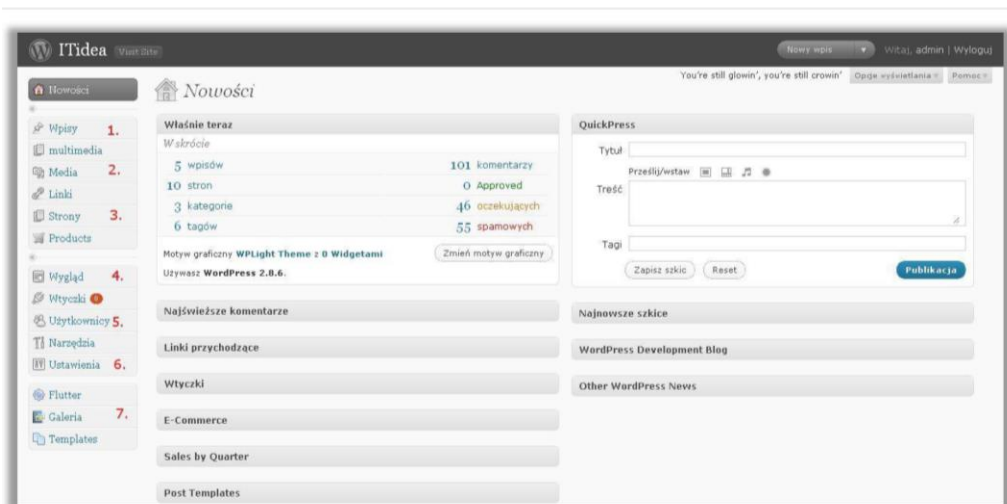 ITidea Visit Site
Nowy wpis
Witaj, admin | Wyloguj
You're still glowin', you're still crowin'
Opcje wyświetlania
Pomoc
Nowości
Wpisy 1.
multimedia
Media 2.
Linki
Strony 3.
Products
Wygląd 4.
Wtyczki 0
Użytkownicy 5.
Narzędzia
Ustawienia 6.
Flutter
Galeria 7.
Templates
Nowości
Właśnie teraz
W skrócie
5 wpisów 101 komentarzy
10 stron 0 Approved
3 kategorie 46 oczekujących
6 tagów 55 spamowych
Motyw graficzny WPLight Theme z 0 Widgetami Zmień motyw graficzny
Używasz WordPress 2.8.6.
Najświeższe komentarze
Linki przychodzące
Wtyczki
E-Commerce
Sales by Quarter
Post Templates
QuickPress
Tytuł
Prześlij/wstaw
Treść
Tagi
Zapisz szkic Reset Publikacja
Najnowsze szkice
WordPress Development Blog
Other WordPress News